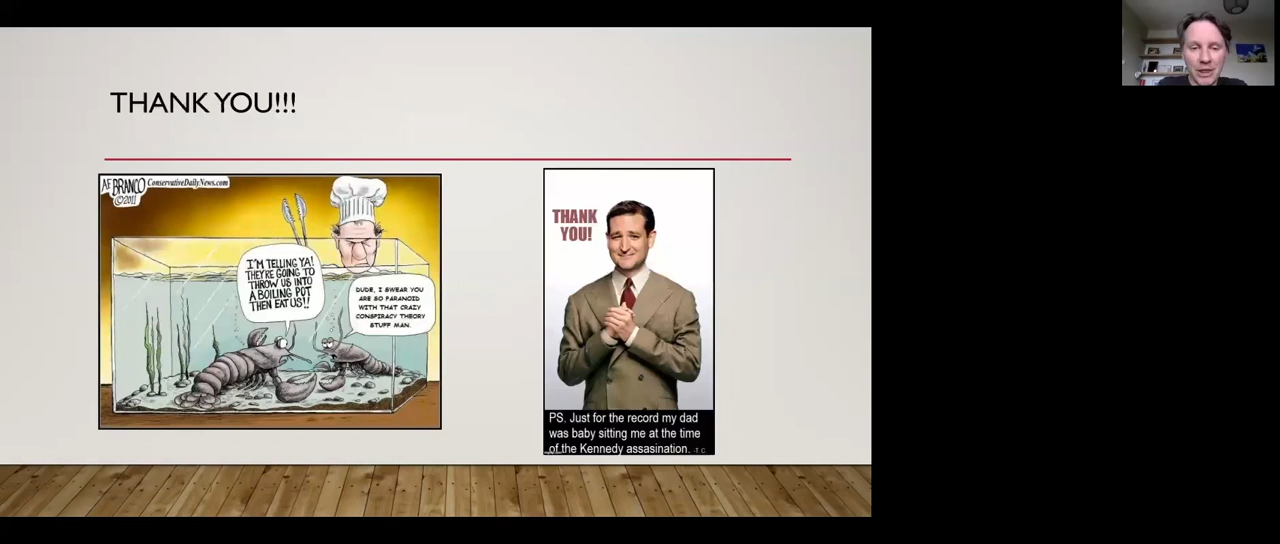 THANK YOU!!!
AF BRANCO
©2011
ConservativeDailyNews.com
I'M TELLING YA!
THEY'RE GOING TO
THROW US INTO
A BOILING POT
THEN EAT US!!
DUDE, I SWEAR YOU
ARE SO PARANOID
WITH THAT CRAZY
CONSPIRACY THEORY
STUFF MAN.
THANK
YOU!
PS. Just for the record my dad
was baby sitting me at the time
of the Kennedy assasination. -T.C